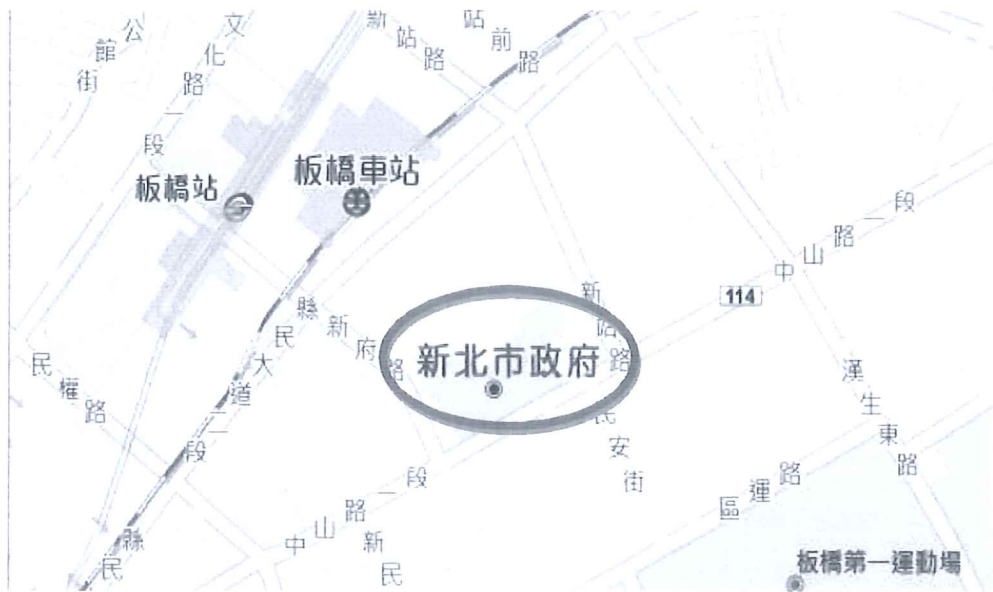 公館街
文化路一段
新站路
站前路
板橋站
板橋車站
中山路一段
114
新站路
縣民大道二段
新府路
新北市政府
民權路
漢生東路
民安街
區運路
中山路一段
新民
縣民
板橋第一運動場